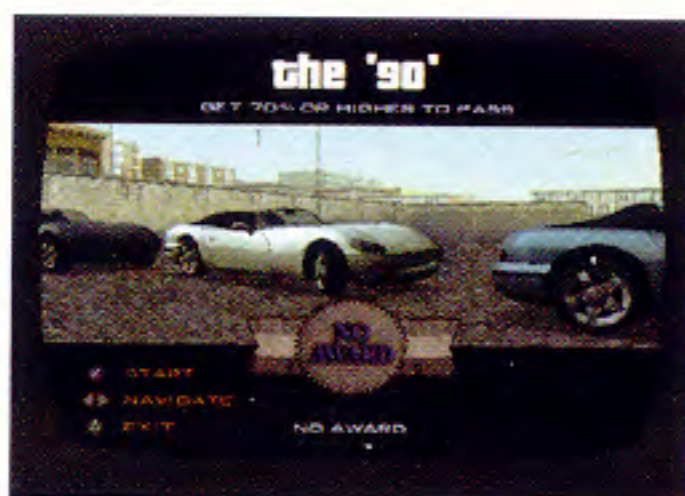 the '90'
GET 70% OR HIGHER TO PASS
NO
AWARD
START
NAVIGATE
EXIT
NO AWARD